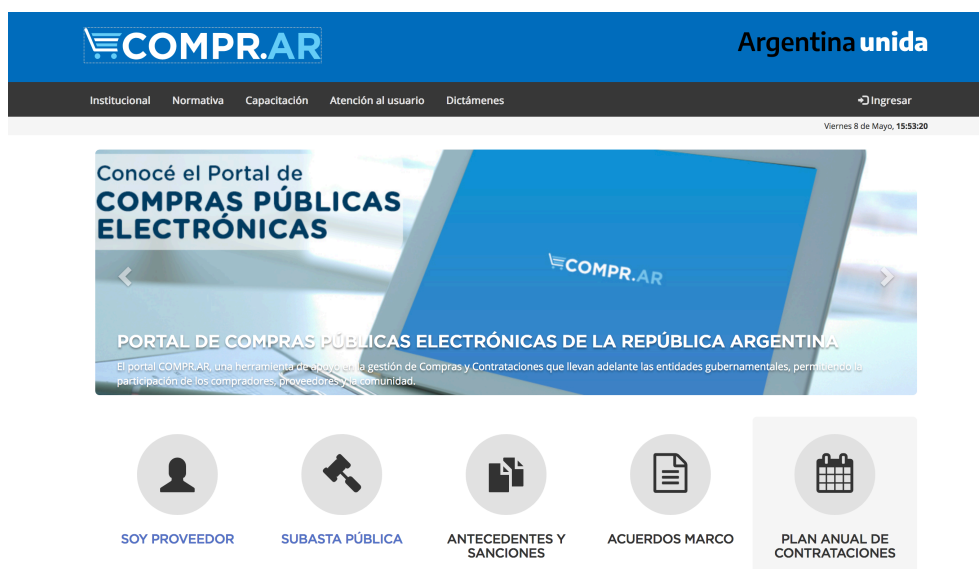 COMPR.AR
Argentina unida
Institucional Normativa Capacitación Atención al usuario Dictámenes Ingresar
Viernes 8 de Mayo, 15:53:20
Conocé el Portal de
COMPRAS PÚBLICAS
ELECTRÓNICAS
COMPR.AR
PORTAL DE COMPRAS PÚBLICAS ELECTRÓNICAS DE LA REPÚBLICA ARGENTINA
El portal COMPR.AR, una herramienta de apoyo en la gestión de Compras y Contrataciones que llevan adelante las entidades gubernamentales, permitiendo la
participación de los compradores, proveedores y la comunidad.
SOY PROVEEDOR
SUBASTA PÚBLICA
ANTECEDENTES Y
SANCIONES
ACUERDOS MARCO
PLAN ANUAL DE
CONTRATACIONES